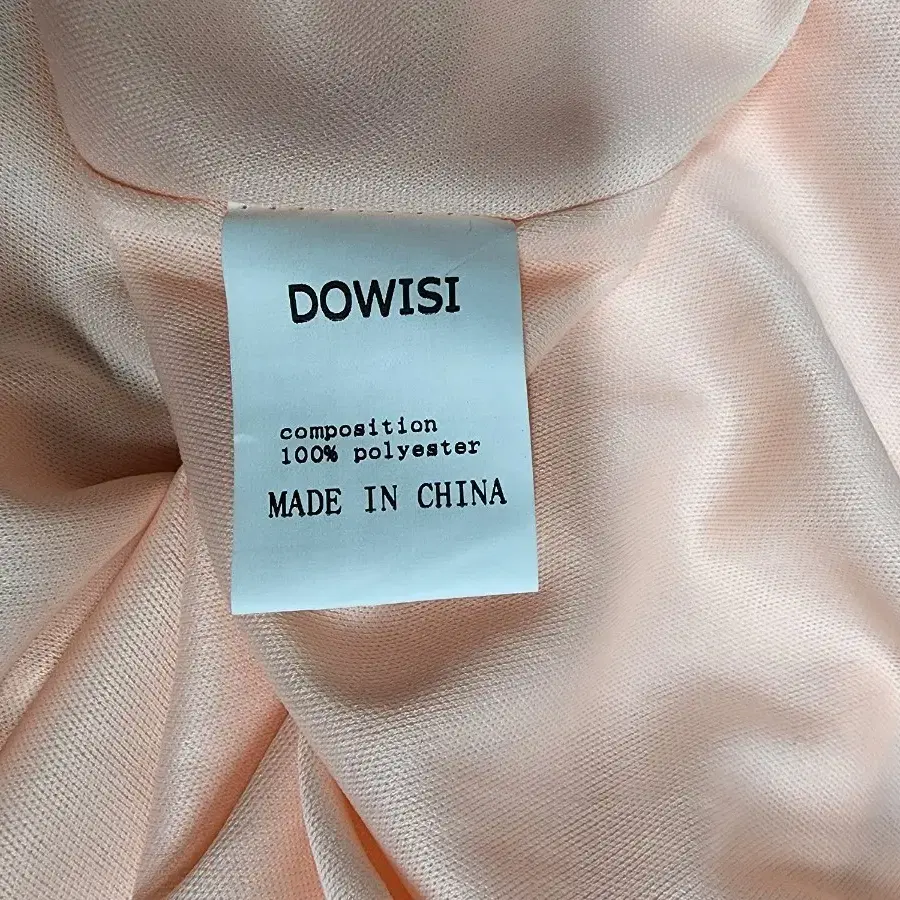 DOWISI
composition
100% polyester
MADE IN CHINA